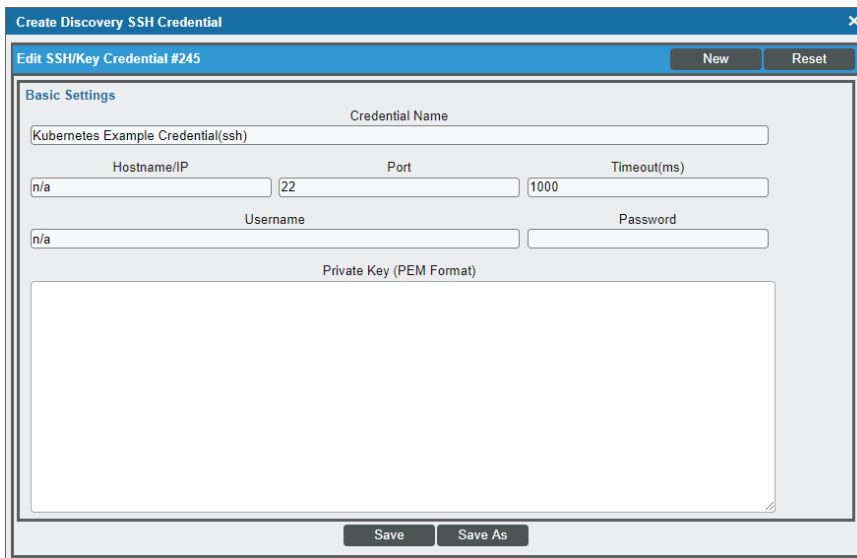 Create Discovery SSH Credential ×
Edit SSH/Key Credential #245 New Reset
Basic Settings
Credential Name
Kubernetes Example Credential(ssh)
Hostname/IP Port Timeout(ms)
n/a 22 1000
Username Password
n/a
Private Key (PEM Format)
Save Save As